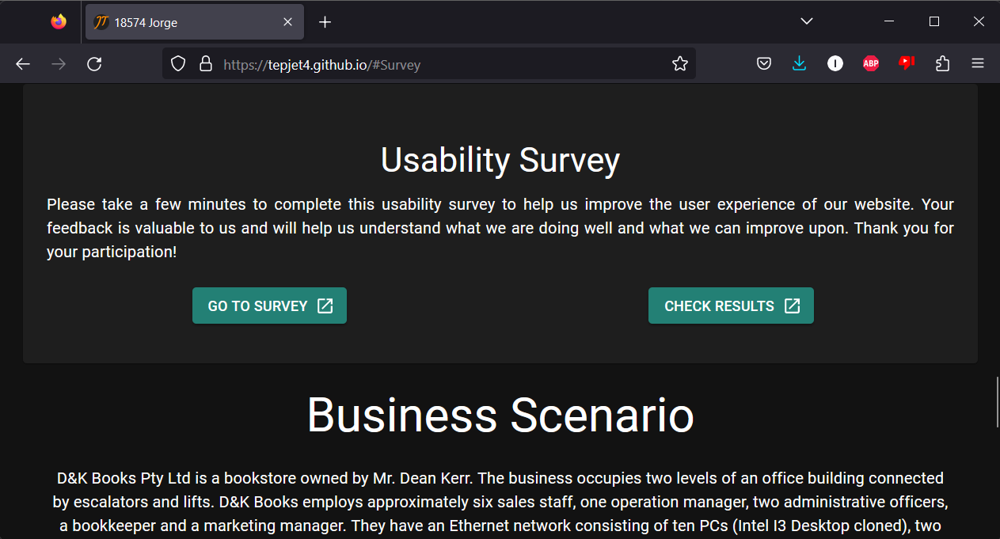 JT 18574 Jorge
https://tepjet4.github.io/#Survey
ABP
Usability Survey
Please take a few minutes to complete this usability survey to help us improve the user experience of our website. Your
feedback is valuable to us and will help us understand what we are doing well and what we can improve upon. Thank you for
your participation!
GO TO SURVEY
CHECK RESULTS
Business Scenario
D&K Books Pty Ltd is a bookstore owned by Mr. Dean Kerr. The business occupies two levels of an office building connected
by escalators and lifts. D&K Books employs approximately six sales staff, one operation manager, two administrative officers,
a bookkeeper and a marketing manager. They have an Ethernet network consisting of ten PCs (Intel I3 Desktop cloned), two